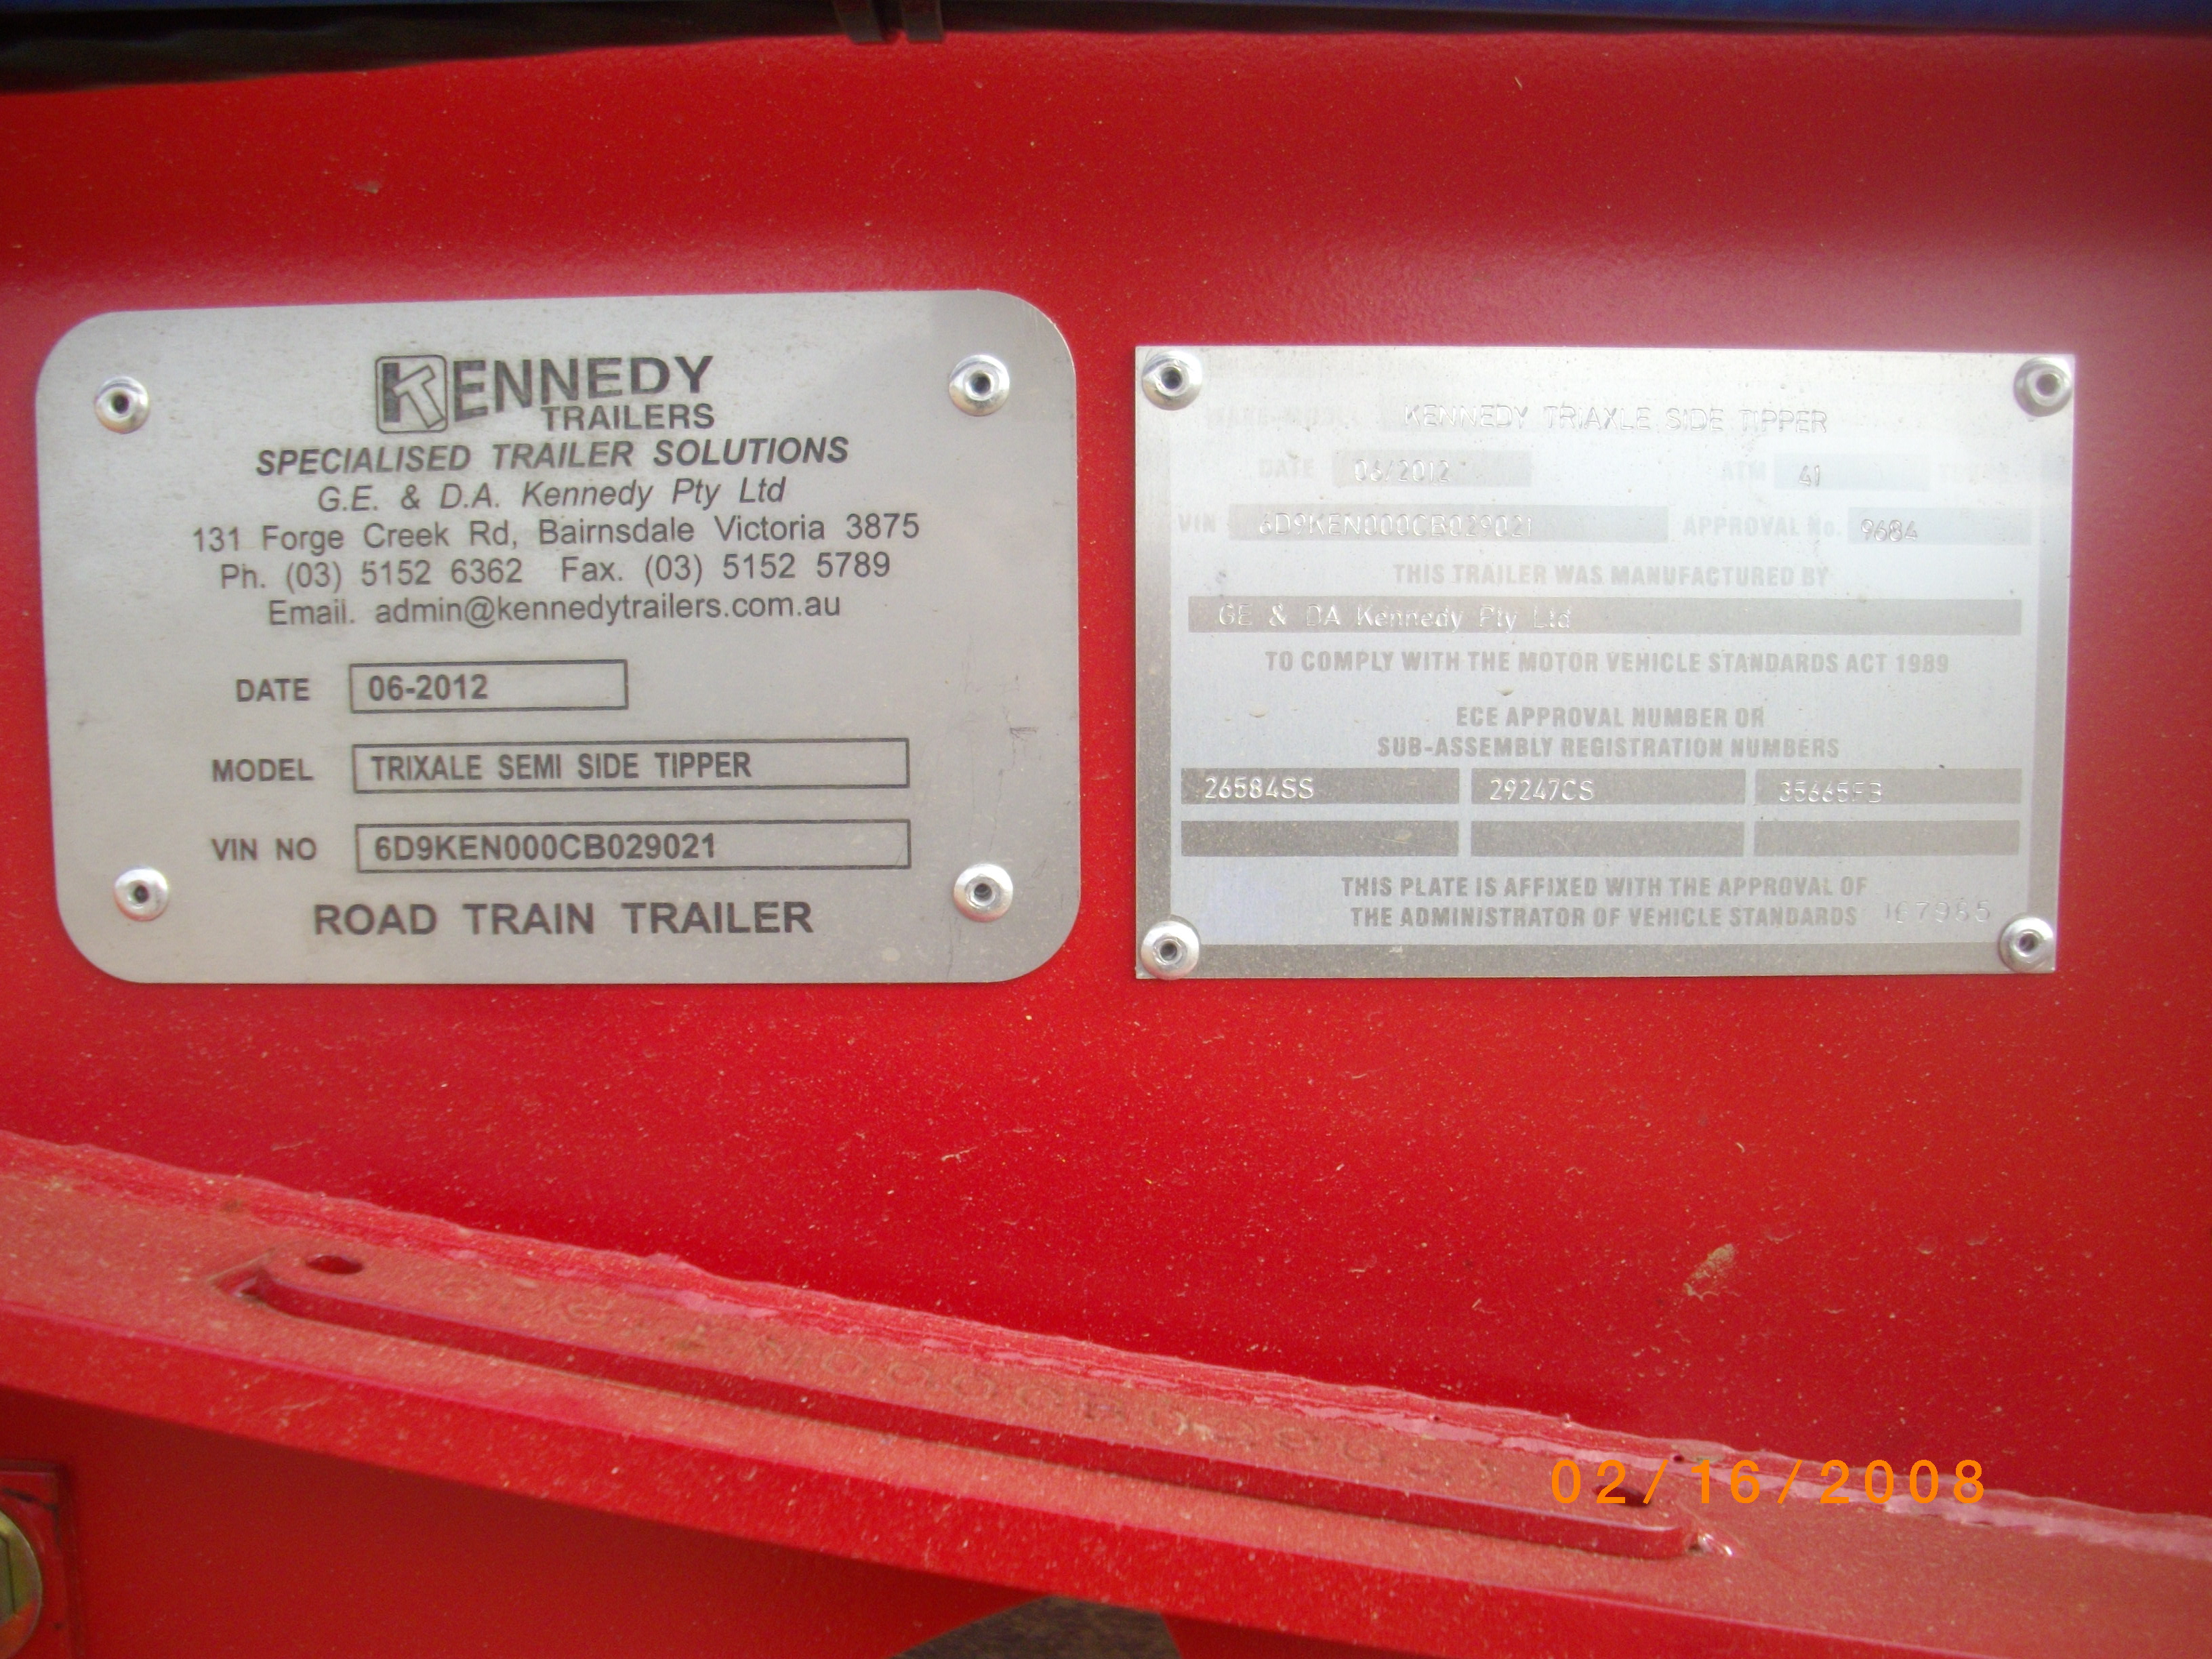 KENNEDY
TRAILERS
SPECIALISED TRAILER SOLUTIONS
G.E. & D.A. Kennedy Pty Ltd
131 Forge Creek Rd, Bairnsdale Victoria 3875
Ph. (03) 5152 6362 Fax. (03) 5152 5789
Email. admin@kennedytrailers.com.au
DATE 06-2012
MODEL TRIXALE SEMI SIDE TIPPER
VIN NO 6D9KEN000CB029021
ROAD TRAIN TRAILER
KENNEDY TRIAXLE SIDE TIPPER
DATE 06/2012 ATM 41
VIN 6D9KEN000CB029021 APPROVAL No. 9684
THIS TRAILER WAS MANUFACTURED BY
GE & DA Kennedy Pty Ltd
TO COMPLY WITH THE MOTOR VEHICLE STANDARDS ACT 1989
ECE APPROVAL NUMBER OR
SUB-ASSEMBLY REGISTRATION NUMBERS
26584SS 29247CS 35665FB
THIS PLATE IS AFFIXED WITH THE APPROVAL OF
THE ADMINISTRATOR OF VEHICLE STANDARDS 167985
02/16/2008